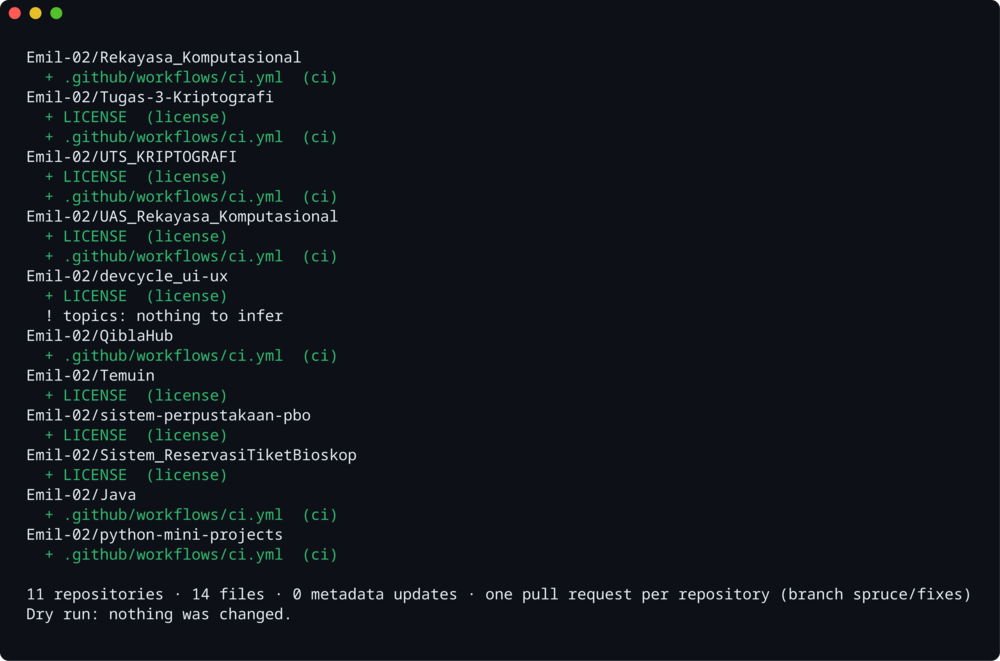 Emil-02/Rekayasa_Komputasional
  + .github/workflows/ci.yml  (ci)
Emil-02/Tugas-3-Kriptografi
  + LICENSE  (license)
  + .github/workflows/ci.yml  (ci)
Emil-02/UTS_KRIPTOGRAFI
  + LICENSE  (license)
  + .github/workflows/ci.yml  (ci)
Emil-02/UAS_Rekayasa_Komputasional
  + LICENSE  (license)
  + .github/workflows/ci.yml  (ci)
Emil-02/devcycle_ui-ux
  + LICENSE  (license)
  ! topics: nothing to infer
Emil-02/QiblaHub
  + .github/workflows/ci.yml  (ci)
Emil-02/Temuin
  + LICENSE  (license)
Emil-02/sistem-perpustakaan-pbo
  + LICENSE  (license)
Emil-02/Sistem_ReservasiTiketBioskop
  + LICENSE  (license)
Emil-02/Java
  + .github/workflows/ci.yml  (ci)
Emil-02/python-mini-projects
  + .github/workflows/ci.yml  (ci)

11 repositories · 14 files · 0 metadata updates · one pull request per repository (branch spruce/fixes)
Dry run: nothing was changed.